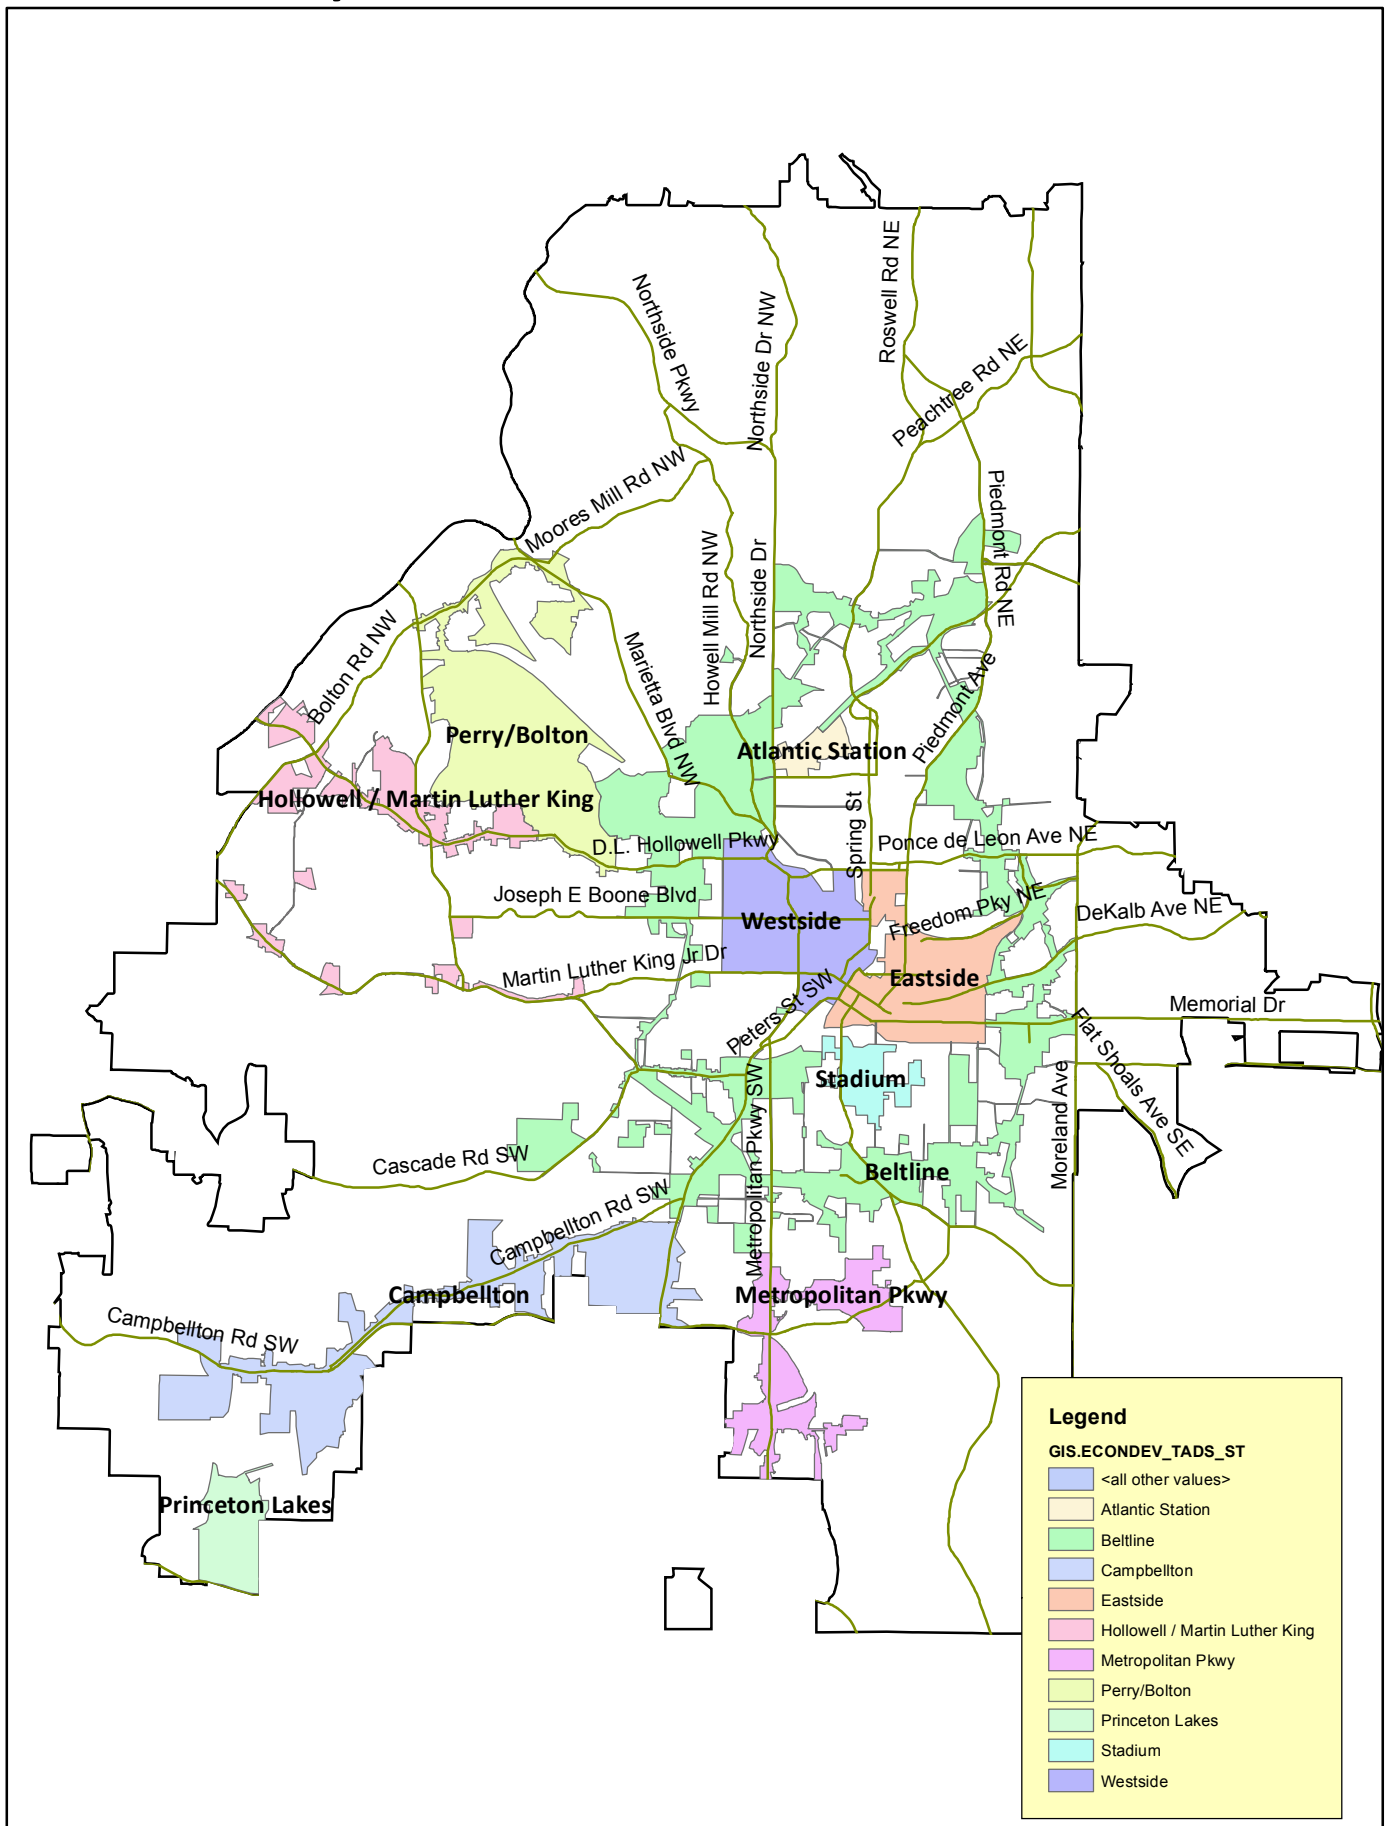 Northside Pkwy
Northside Dr NW
Roswell Rd NE
Peachtree Rd NE
Moores Mill Rd NW
Piedmont Rd NE
Howell Mill Rd NW
Northside Dr
Bolton Rd NW
Marietta Blvd NW
Piedmont Ave
Perry/Bolton
Atlantic Station
Hollowell / Martin Luther King
Spring St
D.L. Hollowell Pkwy
Ponce de Leon Ave NE
Joseph E Boone Blvd
Westside
Freedom Pky NE
DeKalb Ave NE
Martin Luther King Jr Dr
Eastside
Peters St SW
Memorial Dr
Flat Shoals Ave SE
Stadium
Moreland Ave
Metropolitan Pkwy SW
Cascade Rd SW
Beltline
Campbellton Rd SW
Campbellton
Metropolitan Pkwy
Campbellton Rd SW
Princeton Lakes
Legend
GIS.ECONDEV_TADS_ST
<all other values>
Atlantic Station
Beltline
Campbellton
Eastside
Hollowell / Martin Luther King
Metropolitan Pkwy
Perry/Bolton
Princeton Lakes
Stadium
Westside